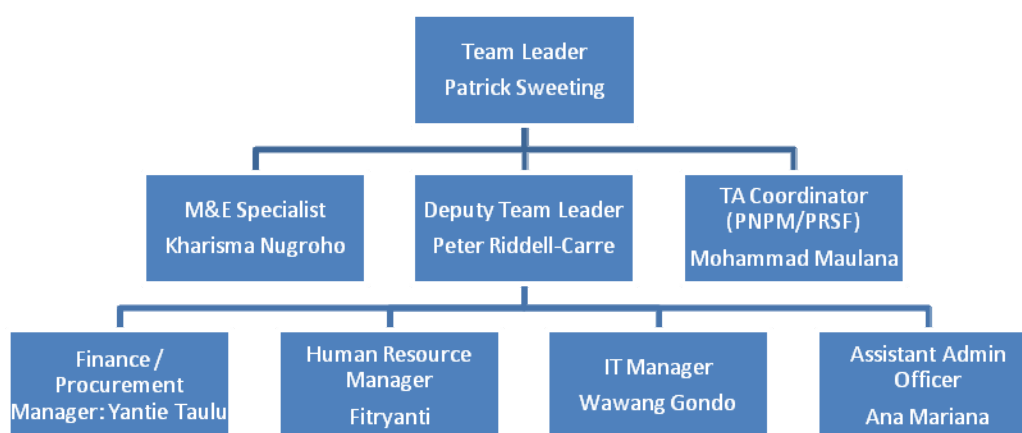 Team Leader
Patrick Sweeting
M&E Specialist
Kharisma Nugroho
Deputy Team Leader
Peter Riddell-Carre
TA Coordinator
(PNPM/PRSF)
Mohammad Maulana
Finance /
Procurement
Manager: Yantie Taulu
Human Resource
Manager
Fitryanti
IT Manager
Wawang Gondo
Assistant Admin
Officer
Ana Mariana